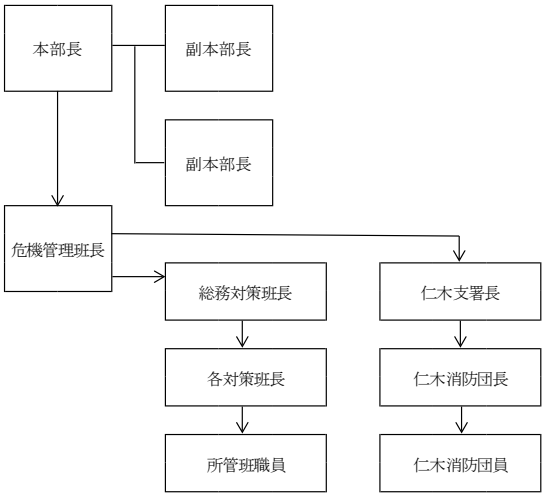 本部長
副本部長
副本部長
危機管理班長
総務対策班長
仁木支署長
各対策班長
仁木消防団長
所管班職員
仁木消防団員